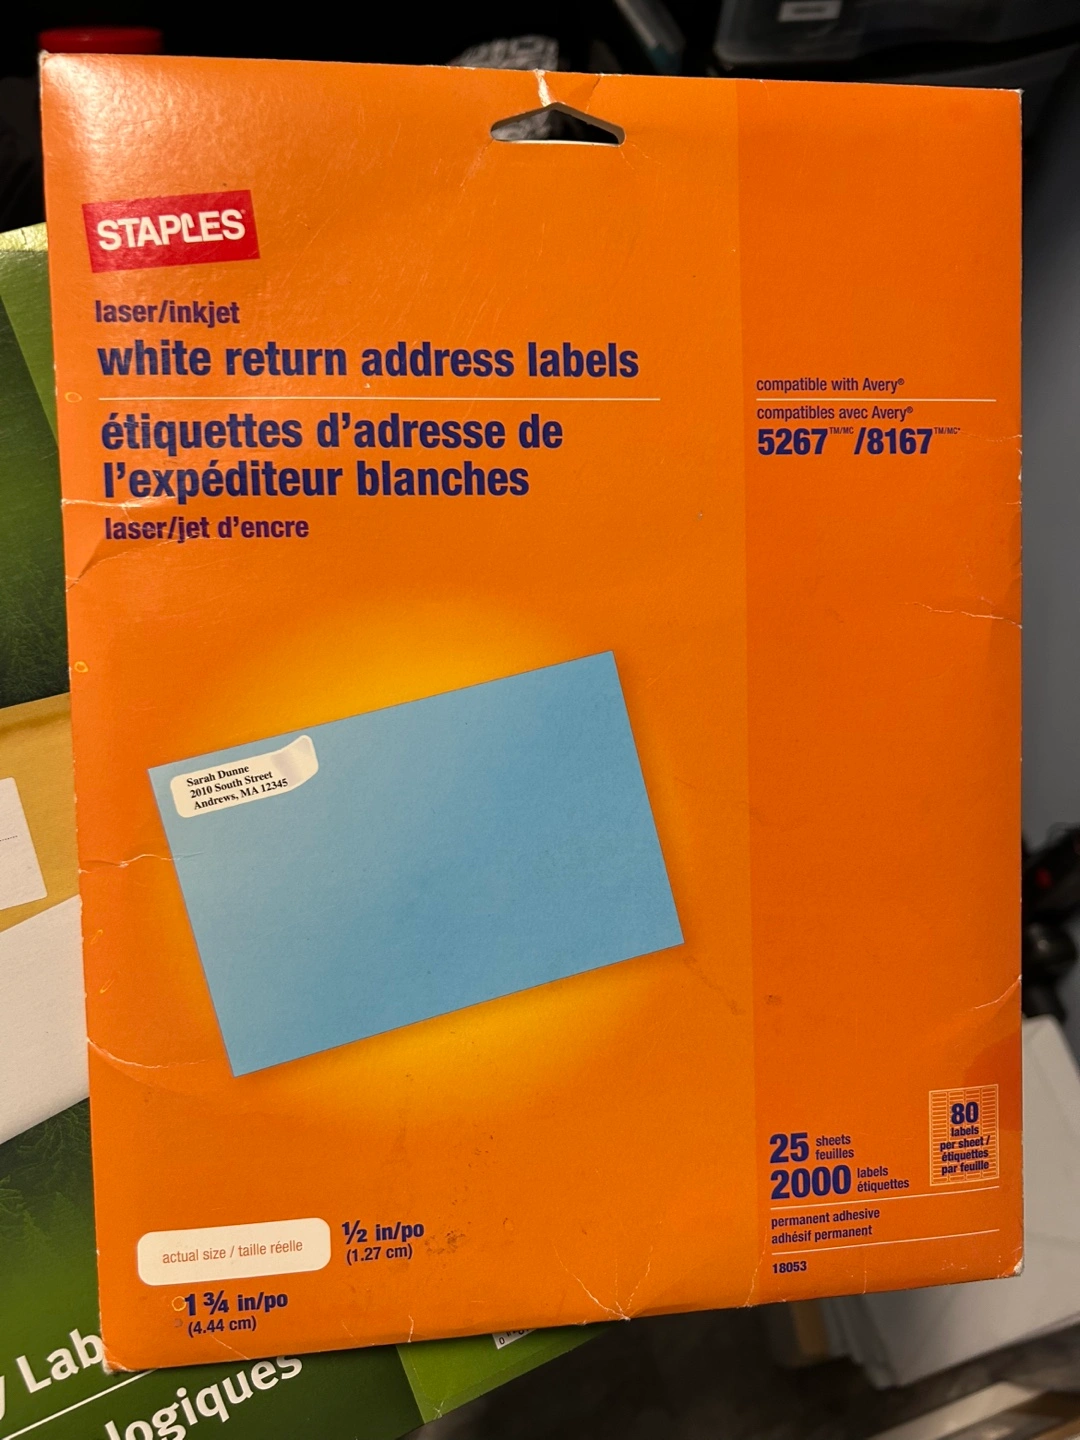 STAPLES
laser/inkjet
white return address labels
étiquettes d'adresse de
l'expéditeur blanches
laser/jet d'encre
compatible with Avery®
compatibles avec Avery®
5267™/MC /8167™/MC*
Sarah Dunne
2010 South Street
Andrews, MA 12345
80
labels
per sheet /
étiquettes
par feuille
25 sheets
feuilles
2000 labels
étiquettes
permanent adhesive
adhésif permanent
18053
actual size / taille réelle
1/2 in/po
(1.27 cm)
1 3/4 in/po
(4.44 cm)
y Lab
logiques